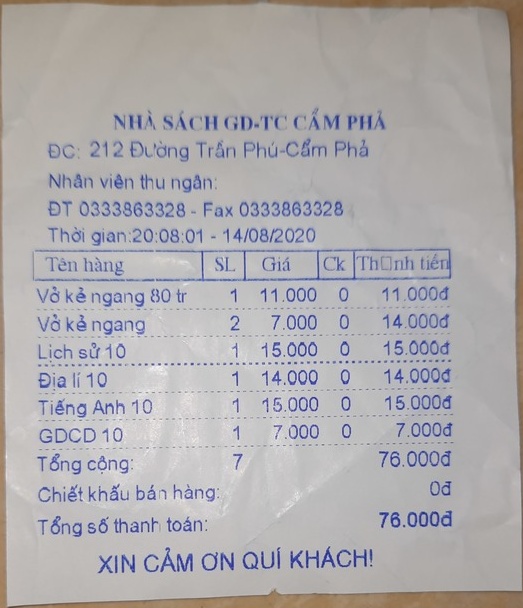 NHÀ SÁCH GD-TC CẨM PHẢ
ĐC: 212 Đường Trần Phú-Cẩm Phả
Nhân viên thu ngân:
ĐT 0333863328 - Fax 0333863328
Thời gian:20:08:01 - 14/08/2020
Tên hàng SL Giá Ck Th□nh tiền
Vở kẻ ngang 80 tr 1 11.000 0 11.000đ
Vở kẻ ngang 2 7.000 0 14.000đ
Lịch sử 10 1 15.000 0 15.000đ
Địa lí 10 1 14.000 0 14.000đ
Tiếng Anh 10 1 15.000 0 15.000đ
GDCD 10 1 7.000 0 7.000đ
Tổng cộng: 7 76.000đ
Chiết khấu bán hàng: 0đ
Tổng số thanh toán: 76.000đ
XIN CẢM ƠN QUÍ KHÁCH!